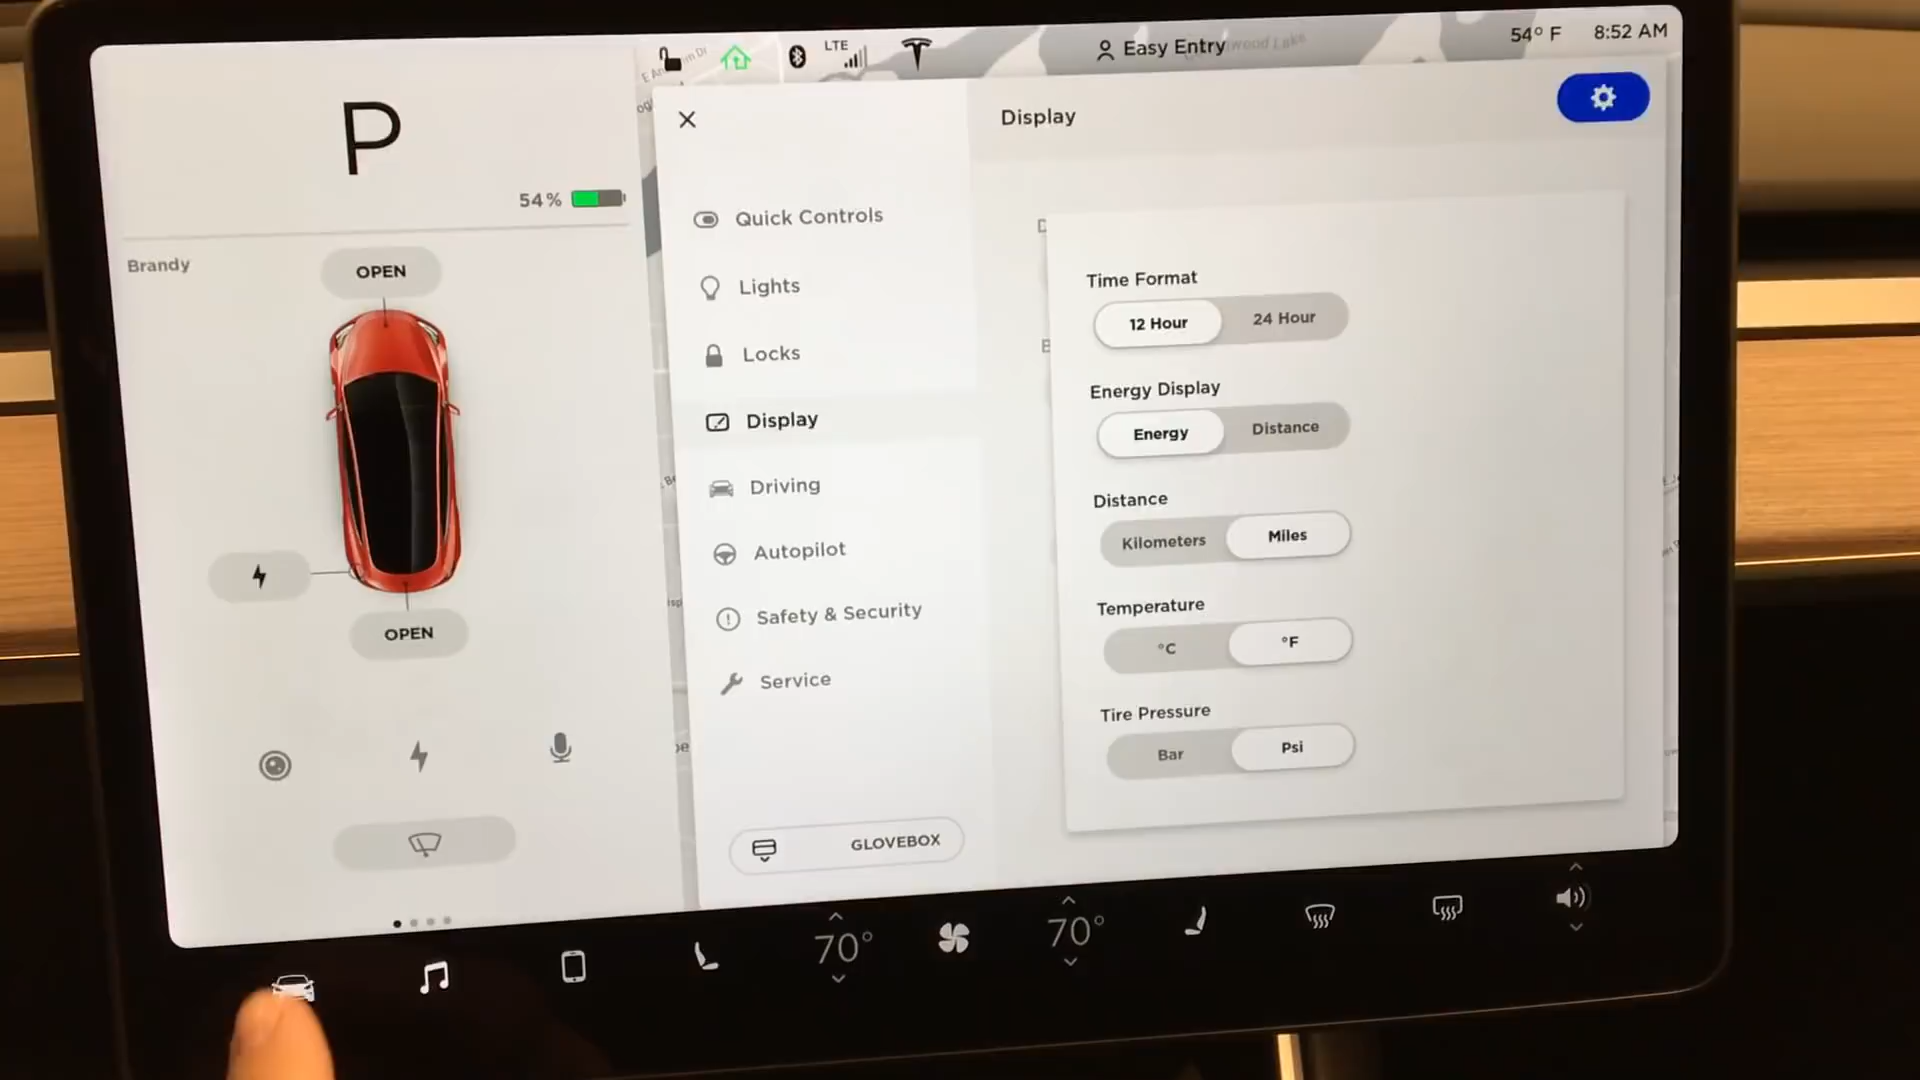 LTE
Easy Entry
54° F
8:52 AM
P
54%
Brandy
OPEN
OPEN
Display
Quick Controls
Lights
Locks
Display
Driving
Autopilot
Safety & Security
Service
GLOVEBOX
Time Format
12 Hour
24 Hour
Energy Display
Energy
Distance
Distance
Kilometers
Miles
Temperature
°C
°F
Tire Pressure
Bar
Psi
70°
70°